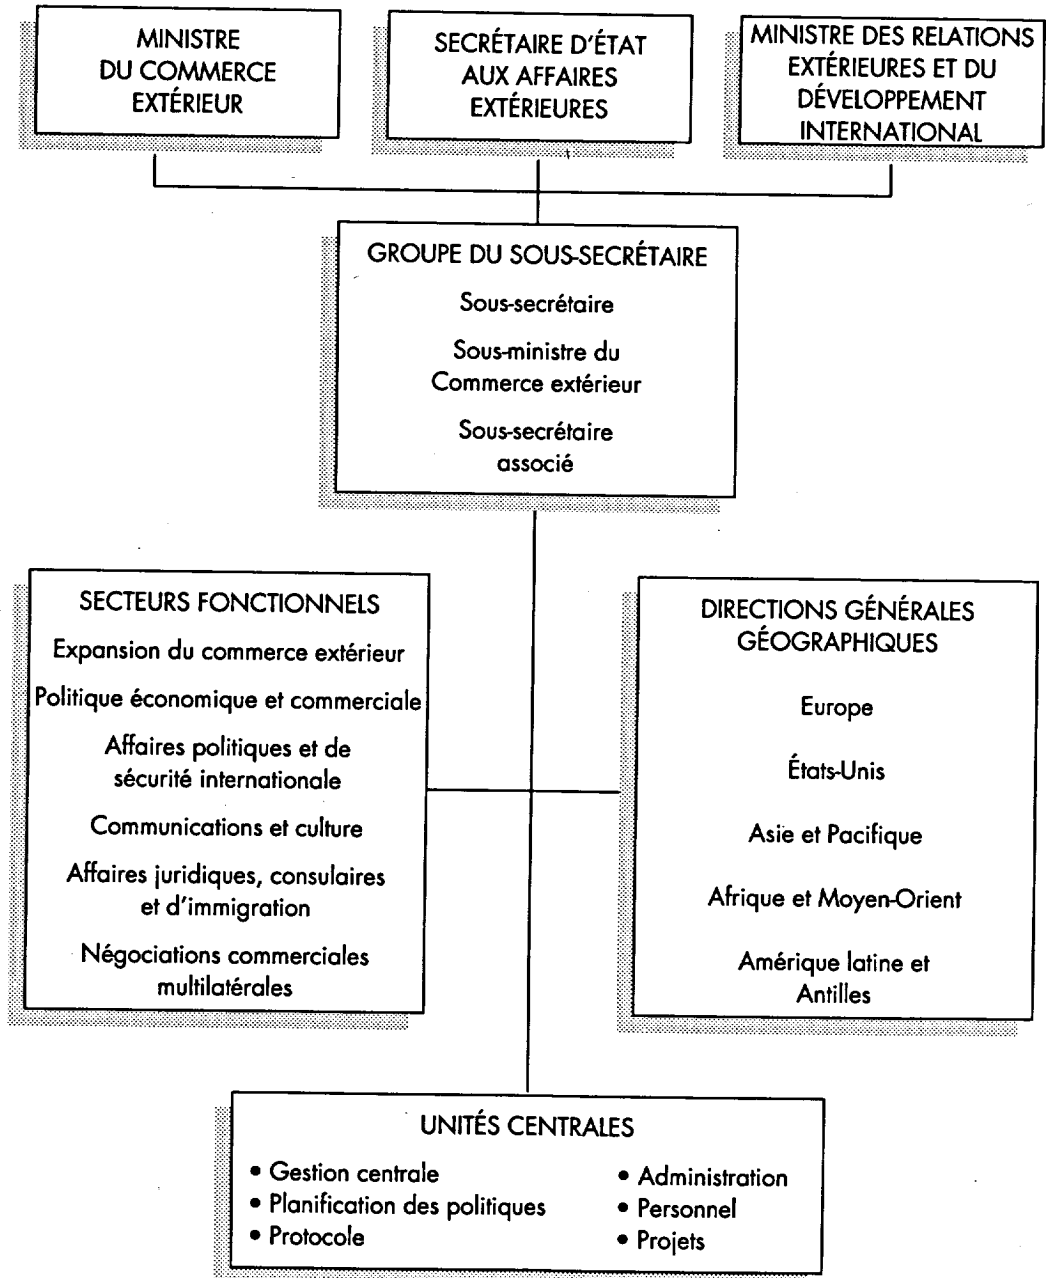 MINISTRE
DU COMMERCE
EXTÉRIEUR
SECRÉTAIRE D'ÉTAT
AUX AFFAIRES
EXTÉRIEURES
MINISTRE DES RELATIONS
EXTÉRIEURES ET DU
DÉVELOPPEMENT
INTERNATIONAL
GROUPE DU SOUS-SECRÉTAIRE
Sous-secrétaire
Sous-ministre du
Commerce extérieur
Sous-secrétaire
associé
SECTEURS FONCTIONNELS
Expansion du commerce extérieur
Politique économique et commerciale
Affaires politiques et de
sécurité internationale
Communications et culture
Affaires juridiques, consulaires
et d'immigration
Négociations commerciales
multilatérales
DIRECTIONS GÉNÉRALES
GÉOGRAPHIQUES
Europe
États-Unis
Asie et Pacifique
Afrique et Moyen-Orient
Amérique latine et
Antilles
UNITÉS CENTRALES
• Gestion centrale
• Planification des politiques
• Protocole
• Administration
• Personnel
• Projets